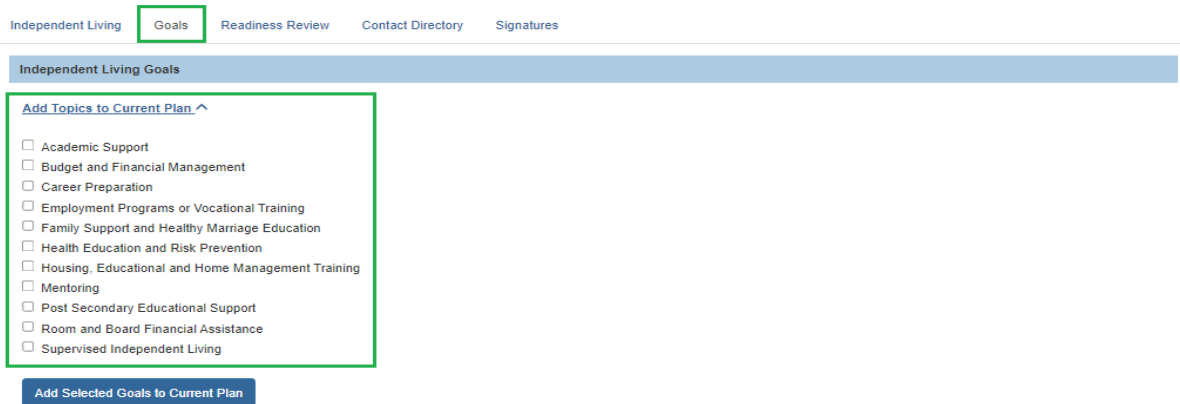 Independent Living Goals Readiness Review Contact Directory Signatures
Independent Living Goals
Add Topics to Current Plan
Academic Support
Budget and Financial Management
Career Preparation
Employment Programs or Vocational Training
Family Support and Healthy Marriage Education
Health Education and Risk Prevention
Housing, Educational and Home Management Training
Mentoring
Post Secondary Educational Support
Room and Board Financial Assistance
Supervised Independent Living
Add Selected Goals to Current Plan